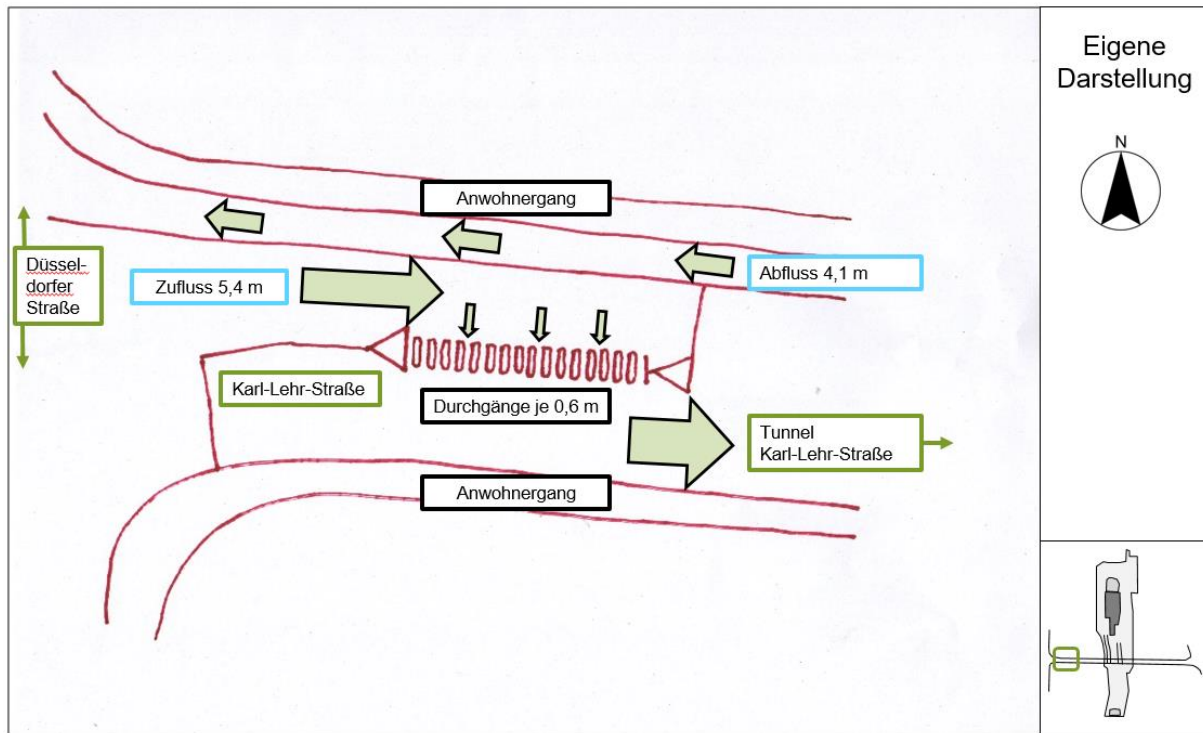 Eigene
Darstellung
N
Anwohnergang
Düssel-
dorfer
Straße
Zufluss 5,4 m
Abfluss 4,1 m
Karl-Lehr-Straße
Durchgänge je 0,6 m
Tunnel
Karl-Lehr-Straße
Anwohnergang